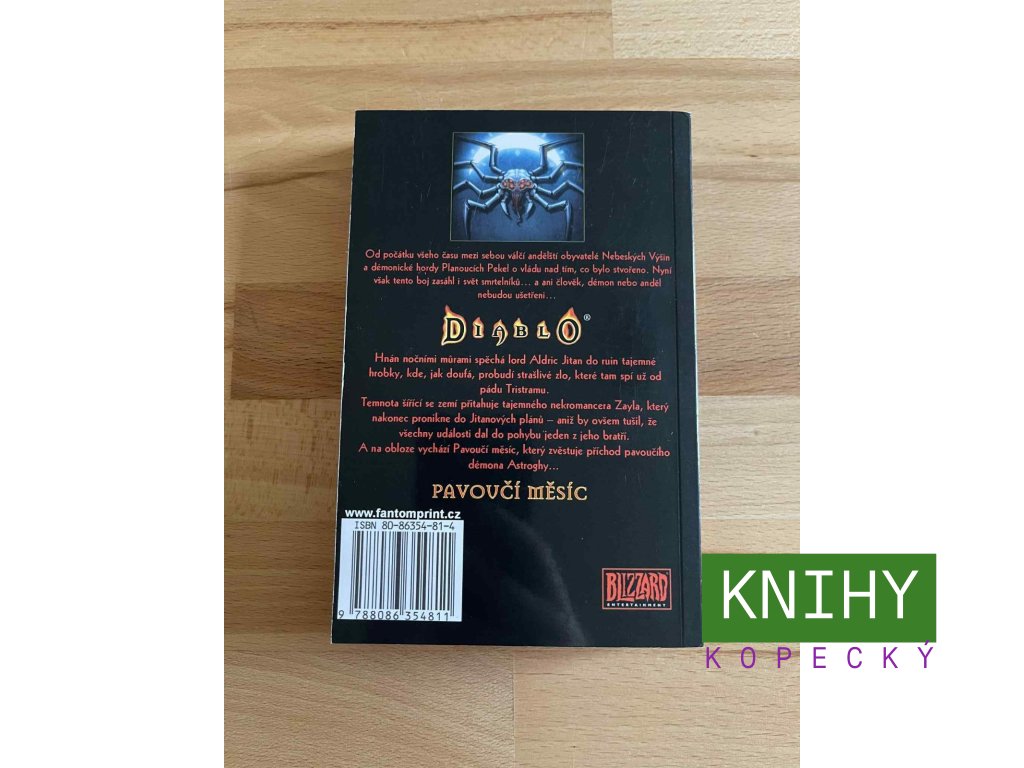 Od počátku všeho času mezi sebou válčí andělští obyvatelé Nebeských Výšin
a démonické hordy Planoucích Pekel o vládu nad tím, co bylo stvořeno. Nyní
však tento boj zasáhl i svět smrtelníků... a ani člověk, démon nebo anděl
nebudou ušetřeni...
DIABLO®
Hnán nočními můrami spěchá lord Aldric Jitan do ruin tajemné
hrobky, kde, jak doufá, probudí strašlivé zlo, které tam spí už od
pádu Tristramu.
Temnota šířící se zemí přitahuje tajemného nekromancera Zayla, který
nakonec pronikne do Jitanových plánů – aniž by ovšem tušil, že
všechny události dal do pohybu jeden z jeho bratří.
A na obloze vychází Pavoučí měsíc, který zvěstuje příchod pavoučího
démona Astroghy...
PAVOUČÍ MĚSÍC
www.fantomprint.cz
ISBN 80-86354-81-4
9 788086 354811
BLIZZARD
ENTERTAINMENT
KNIHY
KOPECKÝ